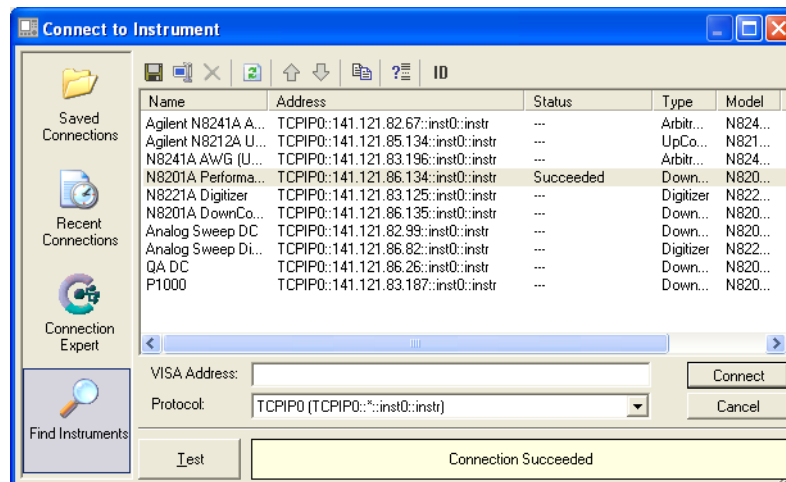 Connect to Instrument
ID
Saved Connections
Recent Connections
Connection Expert
Find Instruments
Name Address Status Type Model
Agilent N8241A A... TCPIP0::141.121.82.67::inst0::instr --- Arbitr... N824...
Agilent N8212A U... TCPIP0::141.121.85.134::inst0::instr --- UpCo... N821...
N8241A AWG (U... TCPIP0::141.121.83.196::inst0::instr --- Arbitr... N824...
N8201A Performa... TCPIP0::141.121.86.134::inst0::instr Succeeded Down... N820...
N8221A Digitizer TCPIP0::141.121.83.125::inst0::instr --- Digitizer N822...
N8201A DownCo... TCPIP0::141.121.86.135::inst0::instr --- Down... N820...
Analog Sweep DC TCPIP0::141.121.82.99::inst0::instr --- Down... N820...
Analog Sweep Di... TCPIP0::141.121.86.82::inst0::instr --- Digitizer N822...
QA DC TCPIP0::141.121.86.26::inst0::instr --- Down... N820...
P1000 TCPIP0::141.121.83.187::inst0::instr --- Down... N820...
VISA Address: Connect
Protocol: TCPIP0 (TCPIP0::*::inst0::instr) Cancel
Test Connection Succeeded